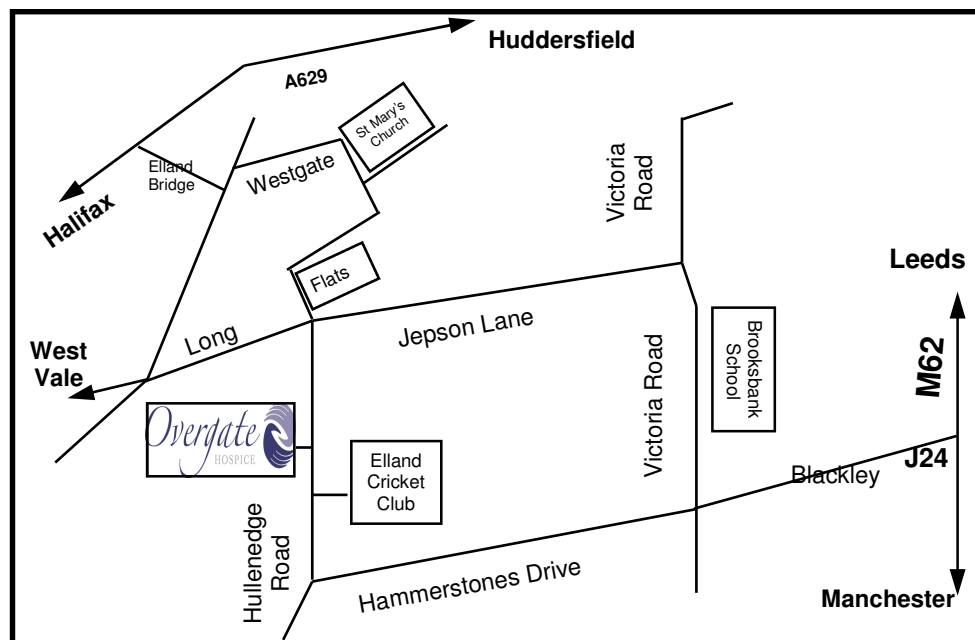 Huddersfield
A629
St Mary's
Church
Elland
Bridge
Westgate
Victoria
Road
Halifax
Leeds
Flats
Long
Jepson Lane
West
Vale
Brooksbank
School
M62
Overgate
HOSPICE
Victoria Road
Elland
Cricket
Club
J24
Blackley
Hullenedge
Road
Hammerstones Drive
Manchester